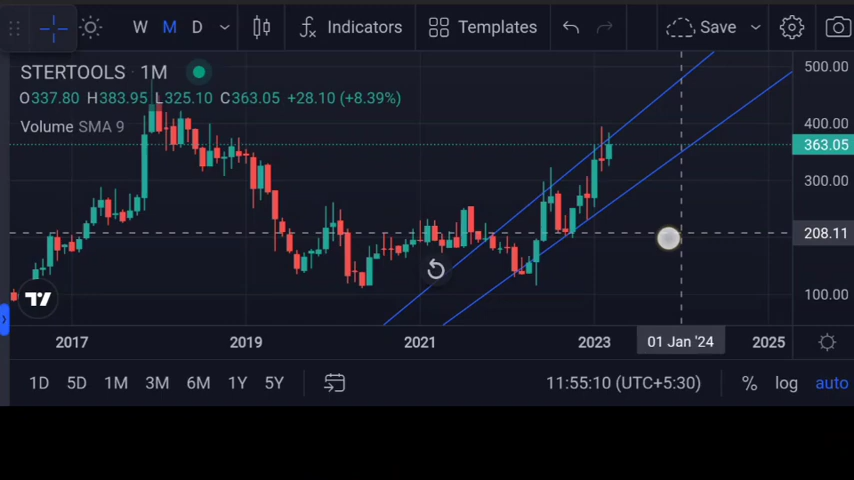 W M D Indicators Templates Save
STERTOOLS · 1M
O337.80 H383.95 L325.10 C363.05 +28.10 (+8.39%)
Volume SMA 9
500.00
400.00
363.05
300.00
208.11
100.00
2017 2019 2021 2023 01 Jan '24 2025
1D 5D 1M 3M 6M 1Y 5Y 11:55:10 (UTC+5:30) % log auto